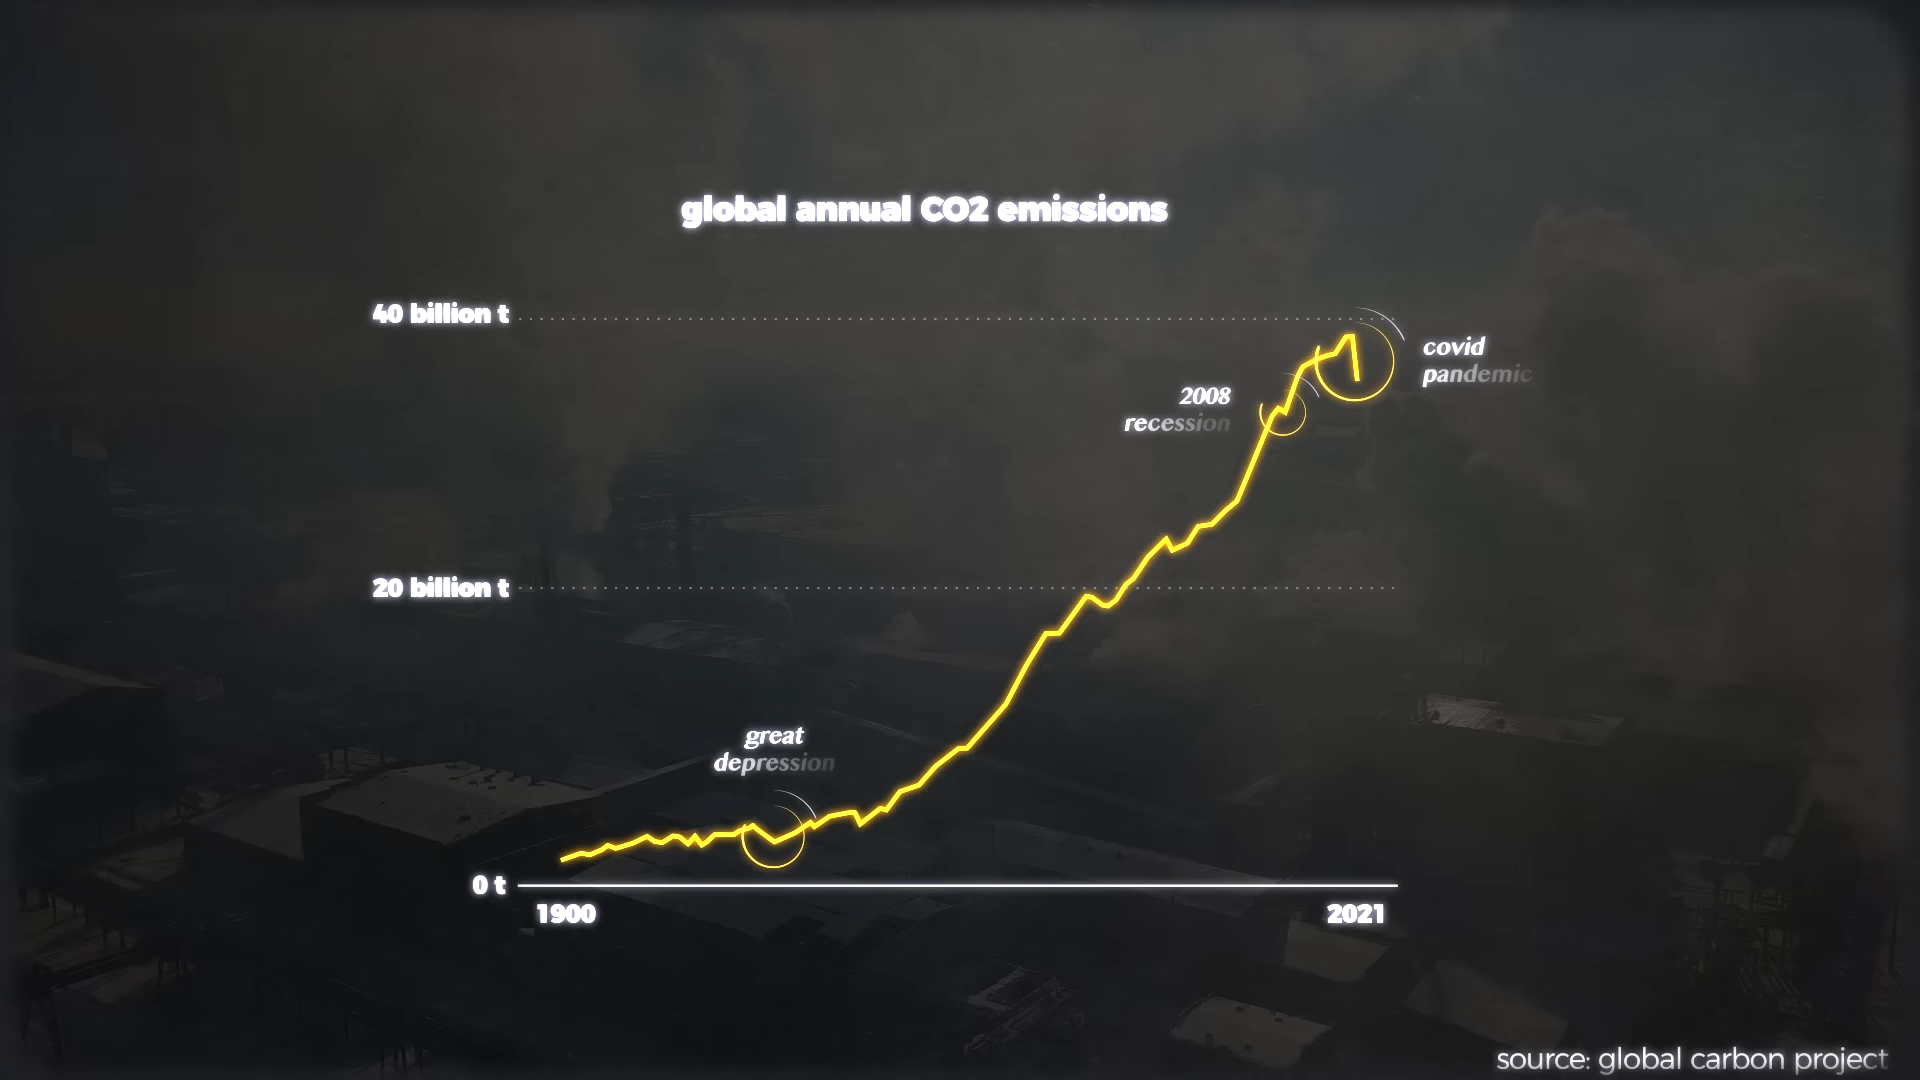 global annual CO2 emissions
40 billion t
covid
pandemic
2008
recession
20 billion t
great
depression
0 t
1900
2021
source: global carbon project